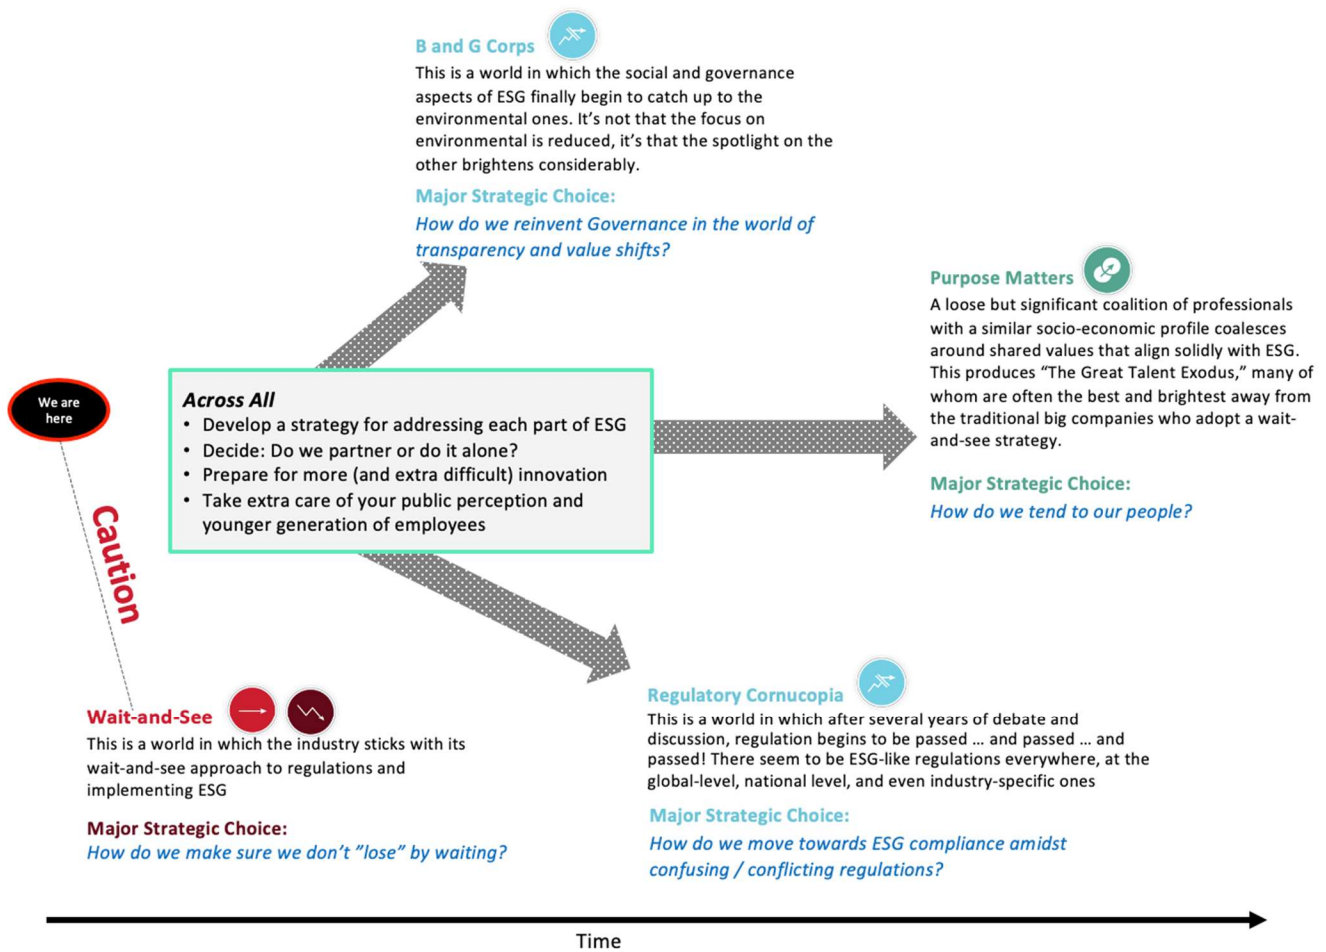 B and G Corps
This is a world in which the social and governance
aspects of ESG finally begin to catch up to the
environmental ones. It’s not that the focus on
environmental is reduced, it’s that the spotlight on the
other brightens considerably.
Major Strategic Choice:
How do we reinvent Governance in the world of
transparency and value shifts?
Purpose Matters
A loose but significant coalition of professionals
with a similar socio-economic profile coalesces
around shared values that align solidly with ESG.
This produces “The Great Talent Exodus,” many of
whom are often the best and brightest away from
the traditional big companies who adopt a wait-
and-see strategy.
Major Strategic Choice:
How do we tend to our people?
We are
here
Across All
• Develop a strategy for addressing each part of ESG
• Decide: Do we partner or do it alone?
• Prepare for more (and extra difficult) innovation
• Take extra care of your public perception and
younger generation of employees
Caution
Wait-and-See
This is a world in which the industry sticks with its
wait-and-see approach to regulations and
implementing ESG
Major Strategic Choice:
How do we make sure we don’t ”lose” by waiting?
Regulatory Cornucopia
This is a world in which after several years of debate and
discussion, regulation begins to be passed … and passed … and
passed! There seem to be ESG-like regulations everywhere, at the
global-level, national level, and even industry-specific ones
Major Strategic Choice:
How do we move towards ESG compliance amidst
confusing / conflicting regulations?
Time